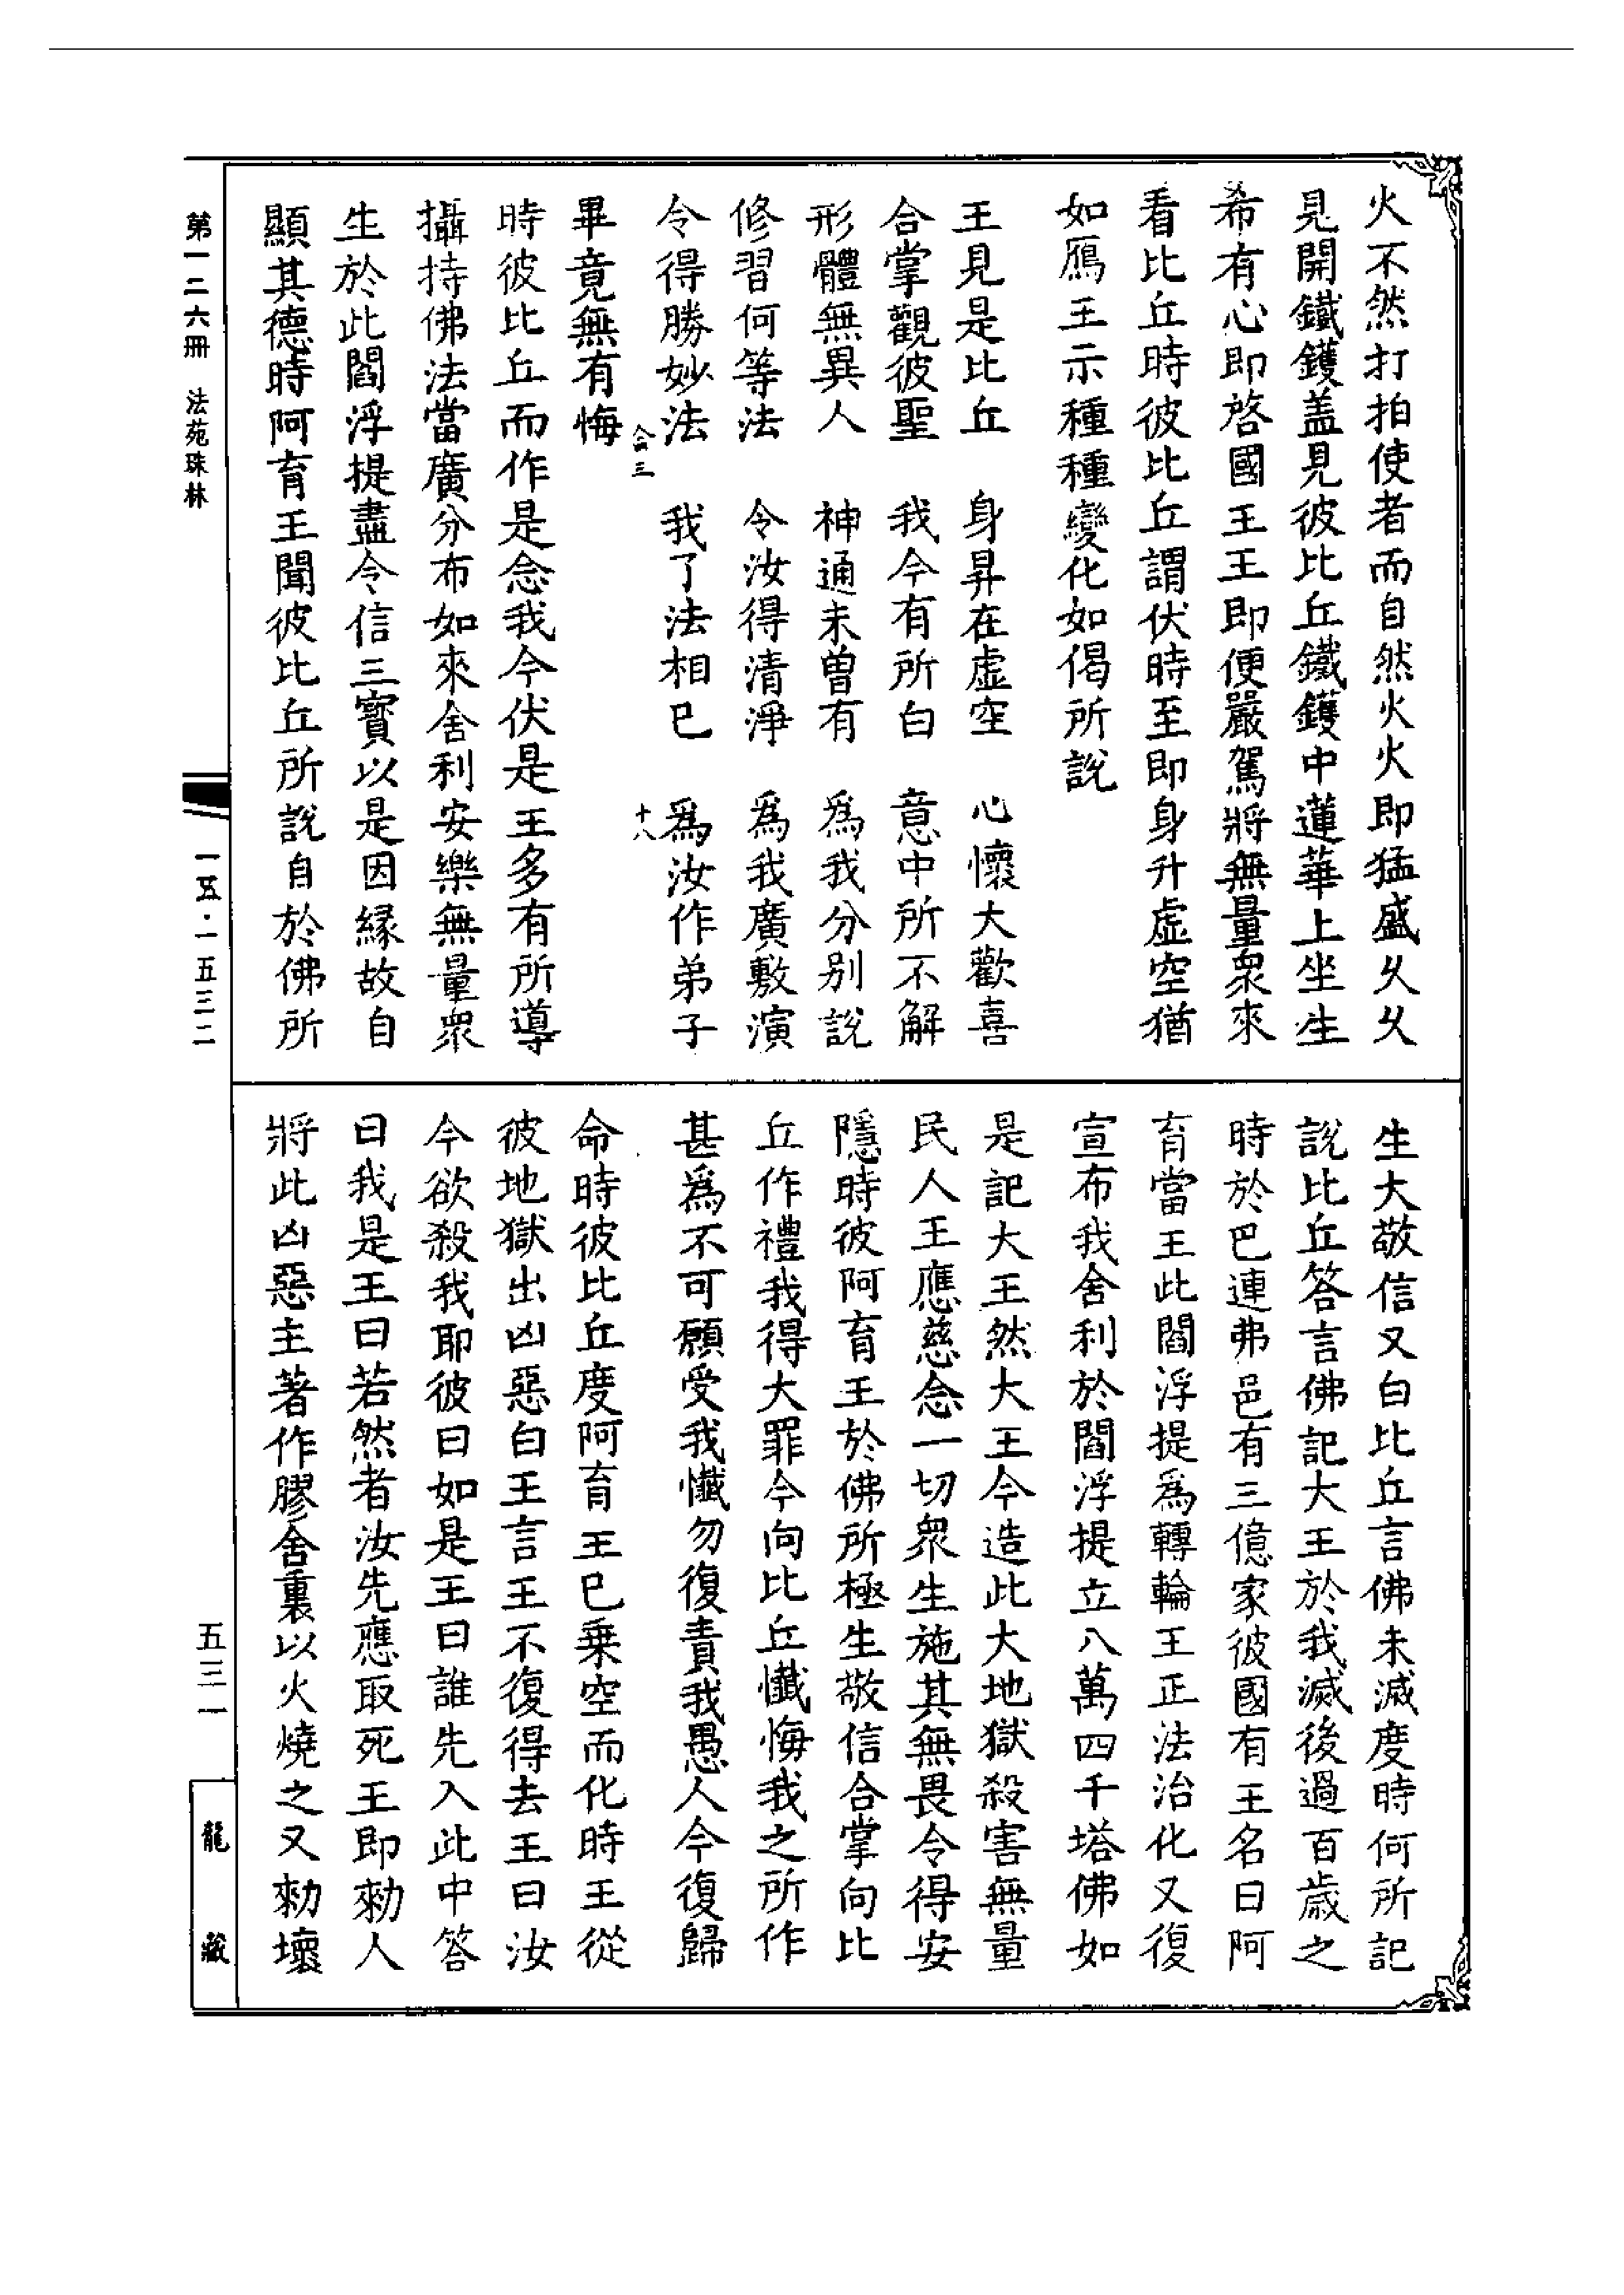 火不然打拍使者而自然火火即猛盛久久
見開鐵鑊盖見彼比丘鐵鑊中蓮華上坐生
希有心即啓國王王即便嚴駕將無量衆來
看比丘時彼比丘謂伏時至即身升虛空猶
如鴈王示種種變化如偈所說
王見是比丘　身昇在虛空　心懷大歡喜
合掌觀彼聖　我今有所白　意中所不解
形體無異人　神通未曾有　為我分別說
修習何等法　令汝得清淨　為我廣敷演
令得勝妙法　我了法相已　為汝作弟子
十八
畢竟無有悔
時彼比丘而作是念我今伏是王多有所導
攝持佛法當廣分布如來舍利安樂無量衆
生於此閻浮提盡令信三寶以是因緣故自
顯其德時阿育王聞彼比丘所說自於佛所
生大敬信又白比丘言佛未滅度時何所記
說比丘答言佛記大王於我滅後過百歲之
時於巴連弗邑有三億家彼國有王名曰阿
育當王此閻浮提爲轉輪王正法治化又復
宣布我舍利於閻浮提立八萬四千塔佛如
是記大王然大王今造此大地獄殺害無量
民人王應慈念一切衆生施其無畏令得安
隱時彼阿育王於佛所極生敬信合掌向比
丘作禮我得大罪今向比丘懺悔我之所作
甚爲不可願受我懺勿復責我愚人今復歸
命時彼比丘度阿育王已乗空而化時王從
彼地獄出凶惡白王言王不復得去王曰汝
今欲殺我耶彼曰如是王曰誰先入此中答
曰我是王曰若然者汝先應取死王即勑人
將此凶惡主著作膠舍裏以火燒之又勑壞
第一二六冊　法苑珠林
一五·一五三二
五三一
龍藏